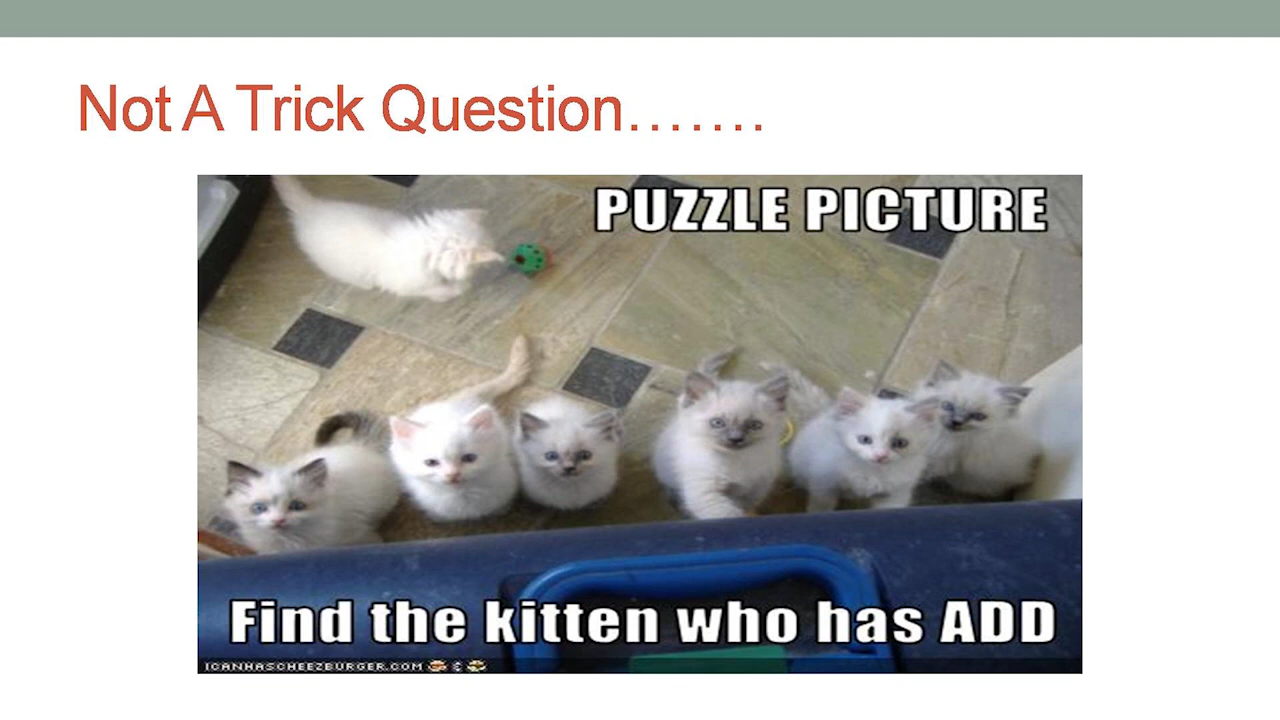 Not A Trick Question.......
PUZZLE PICTURE
Find the kitten who has ADD
ICANHASCHEEZBURGER.COM